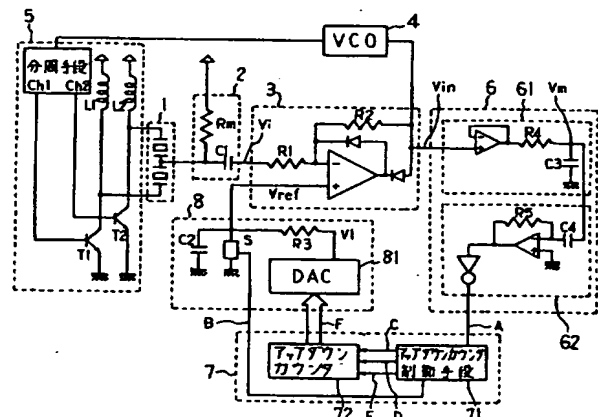 5
VCO
4
分周手段
Ch1 Ch2
L1
L2
1
2
Rm
C1
Vi
3
R1
R2
Vref
Vin
6
61
R4
Vm
C3
R5
C4
62
T1
T2
8
C2
S
R3
V1
81
DAC
B
F
A
7
アップダウン
カウンタ
72
C
D
E
アップダウンカウンタ
制御手段
71